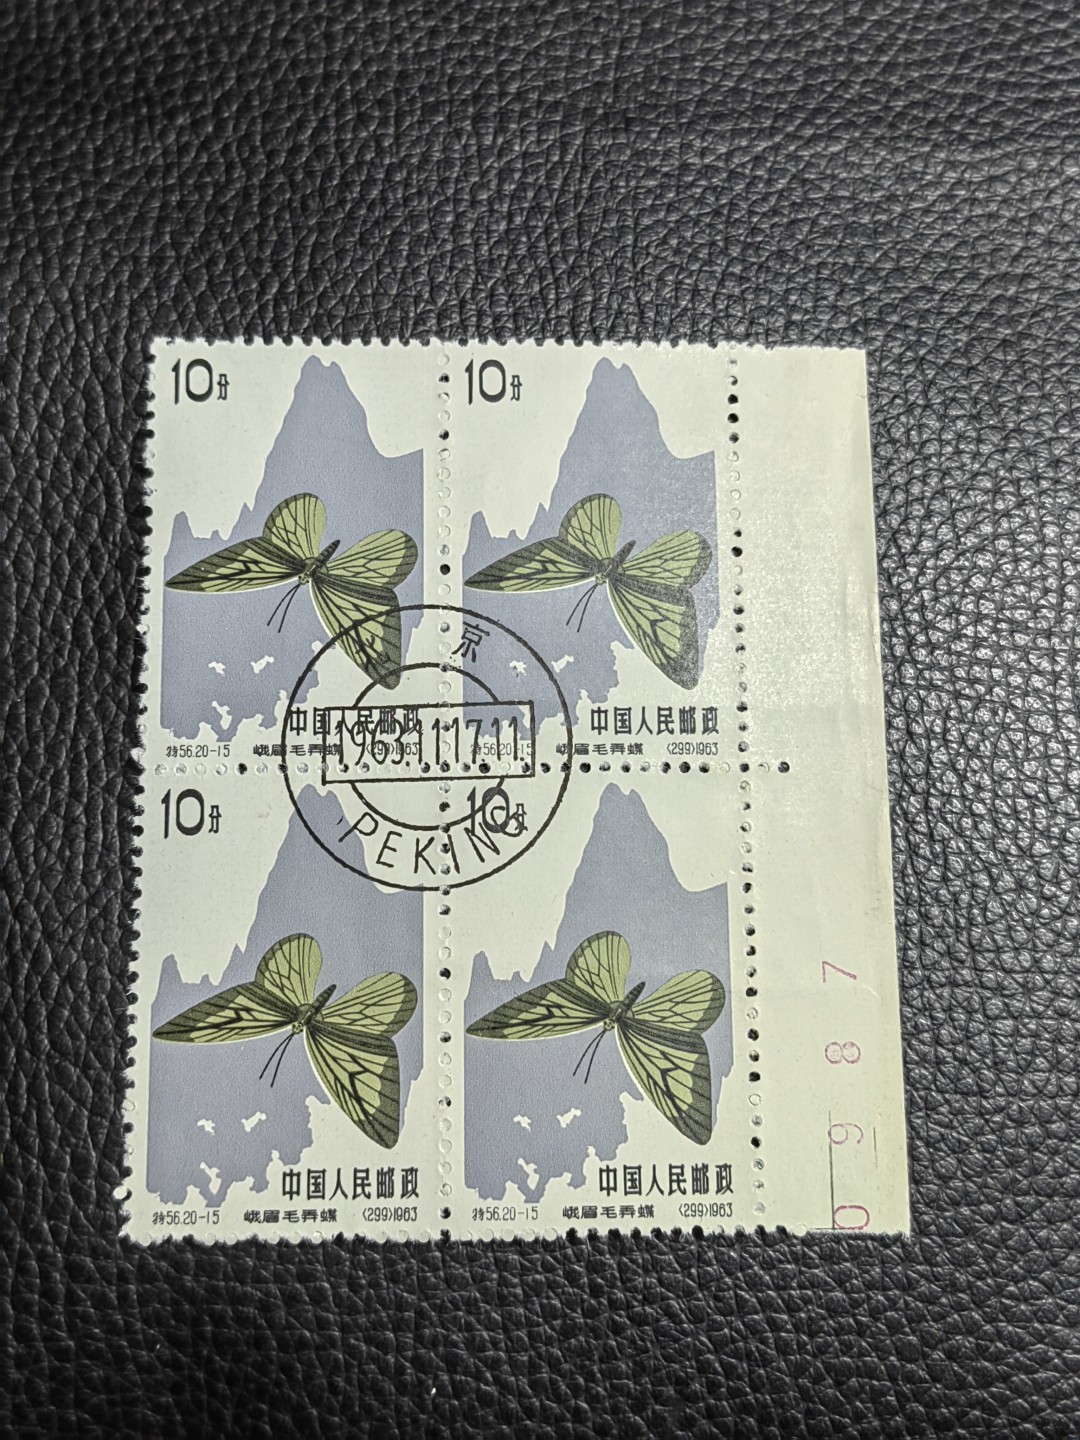 10分
10分
北京
中国人民邮政
中国人民邮政
特56.20-15 峨眉毛弄蝶 (299)1963
特56.20-15 峨眉毛弄蝶 (299)1963
1963.1.117.11.
PEKING
10分
10分
中国人民邮政
中国人民邮政
特56.20-15 峨眉毛弄蝶 (299)1963
特56.20-15 峨眉毛弄蝶 (299)1963
0987